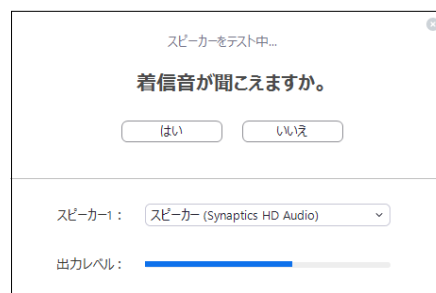 スピーカーをテスト中...
着信音が聞こえますか。
はい いいえ
スピーカー1： スピーカー (Synaptics HD Audio)
出力レベル：